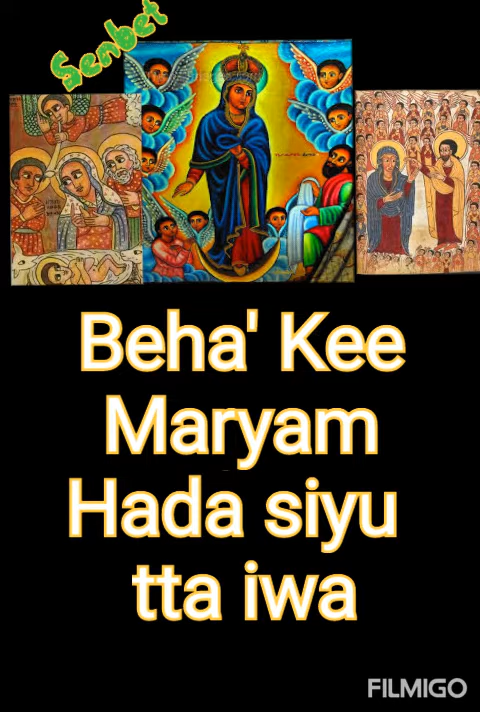 Senbet
Beha' Kee
Maryam
Hada siyu
tta iwa
FILMIGO